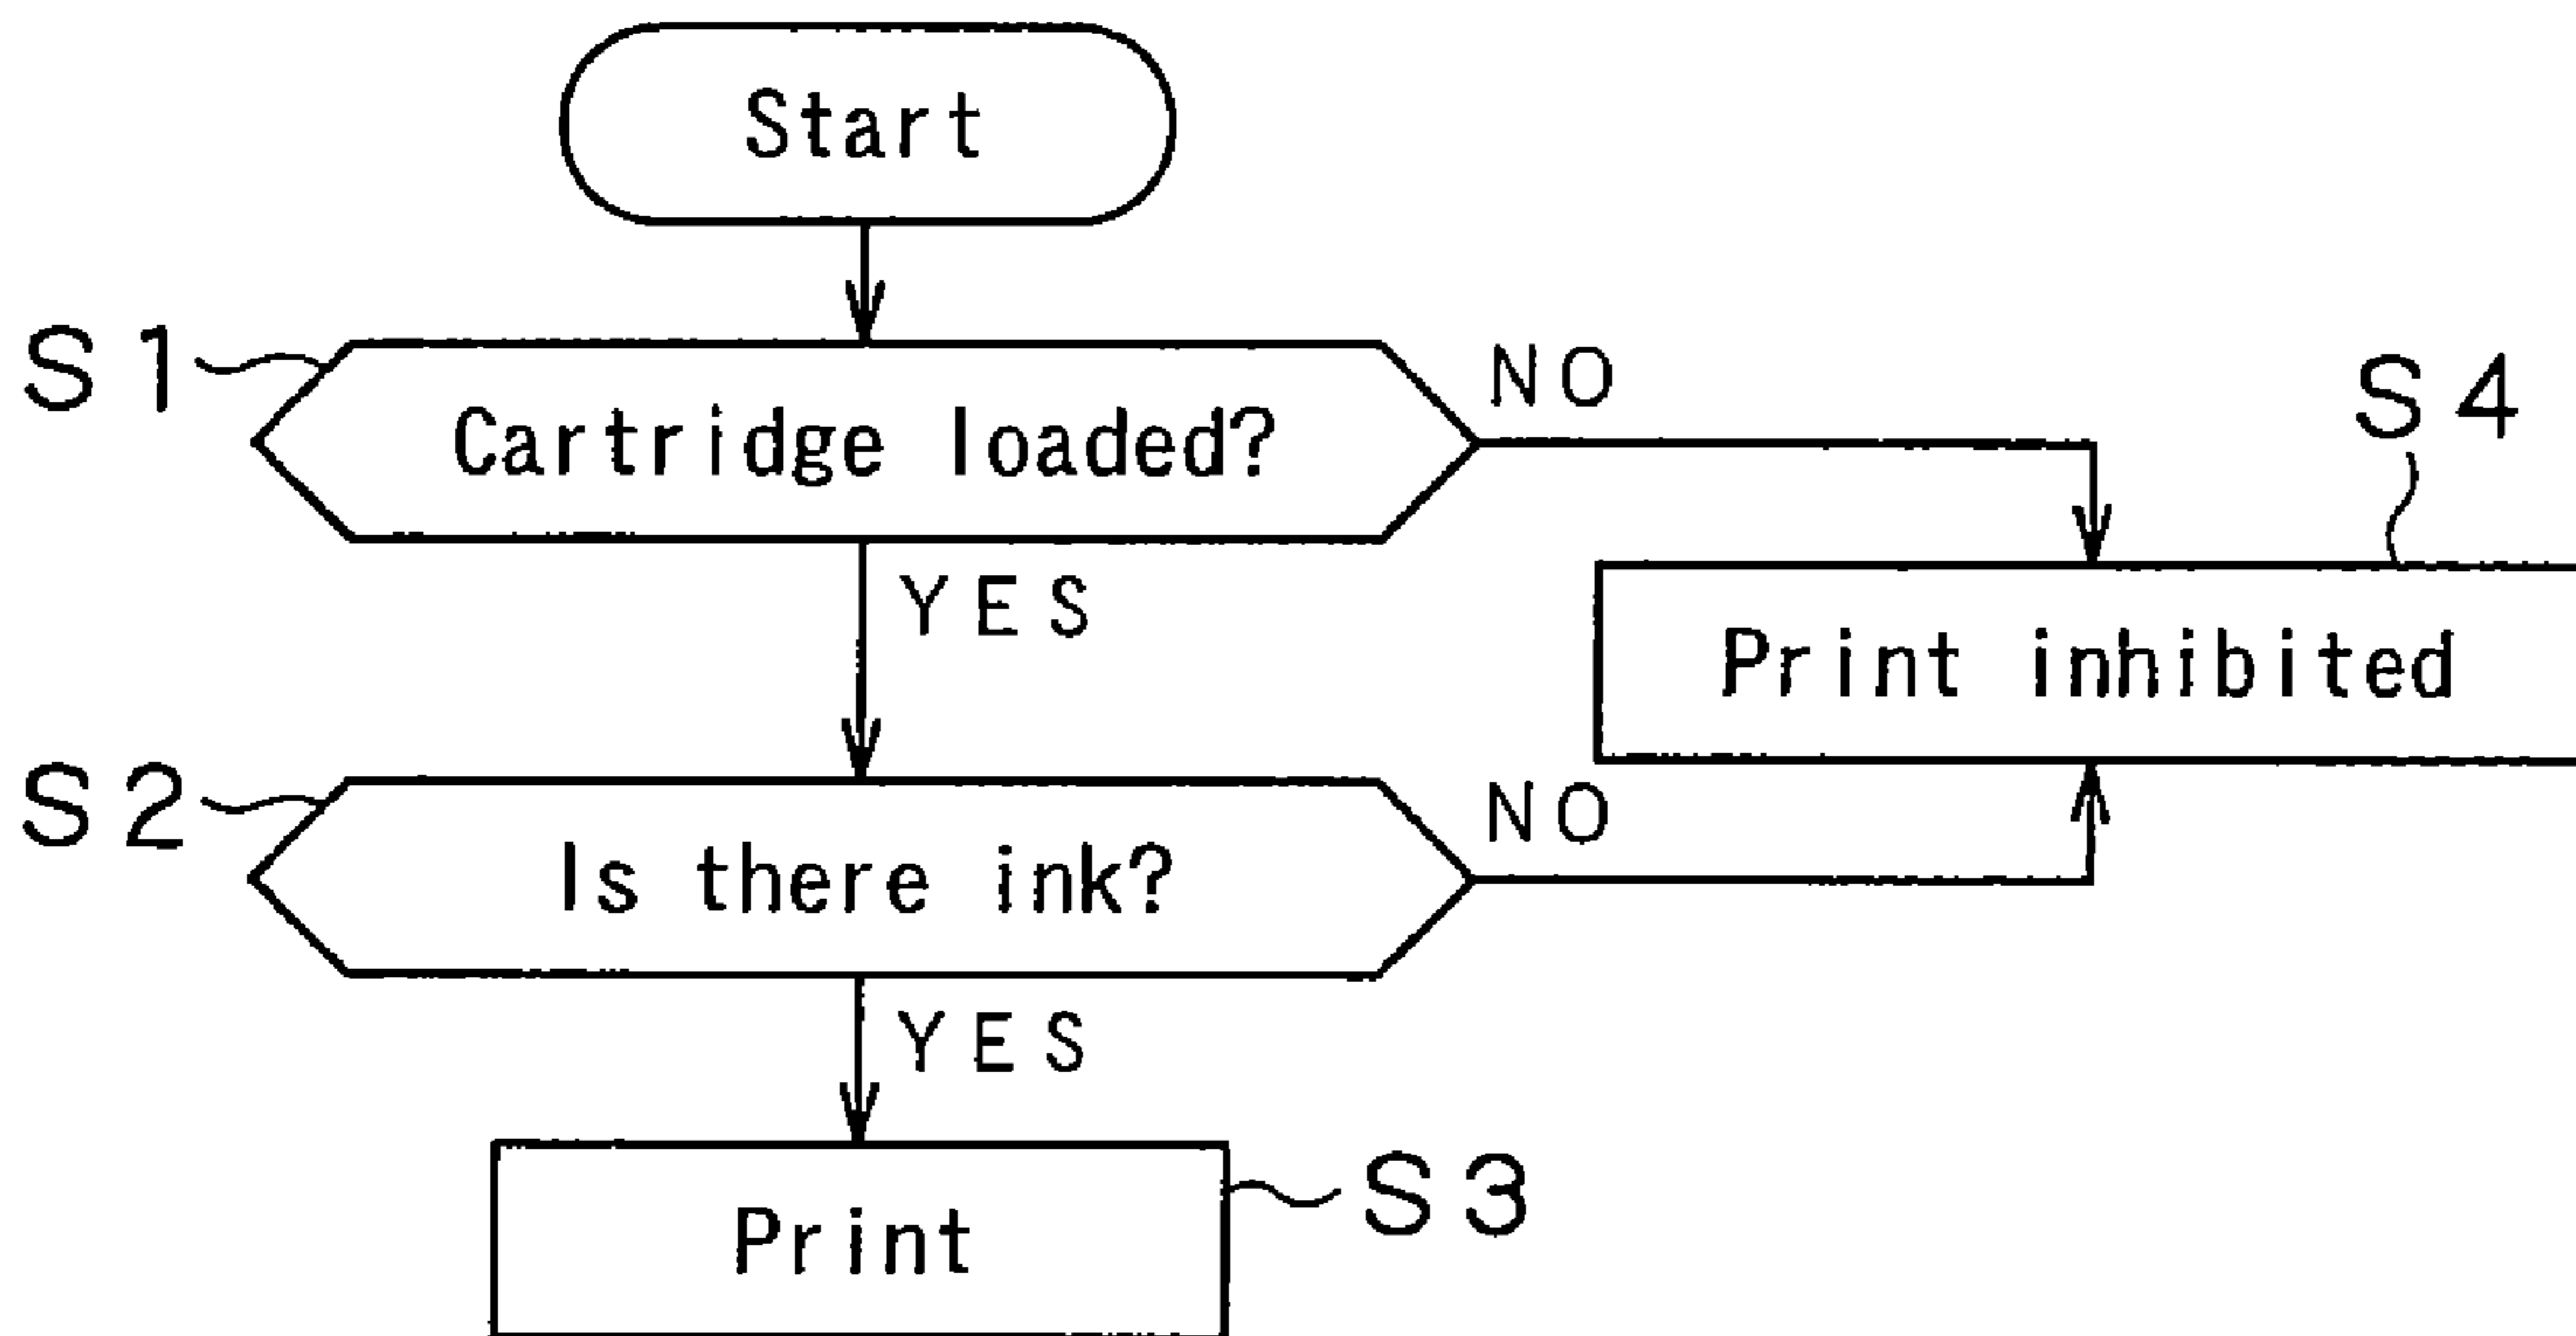 Start
S1
Cartridge loaded?
NO
S4
YES
Print inhibited
S2
Is there ink?
NO
YES
Print
S3